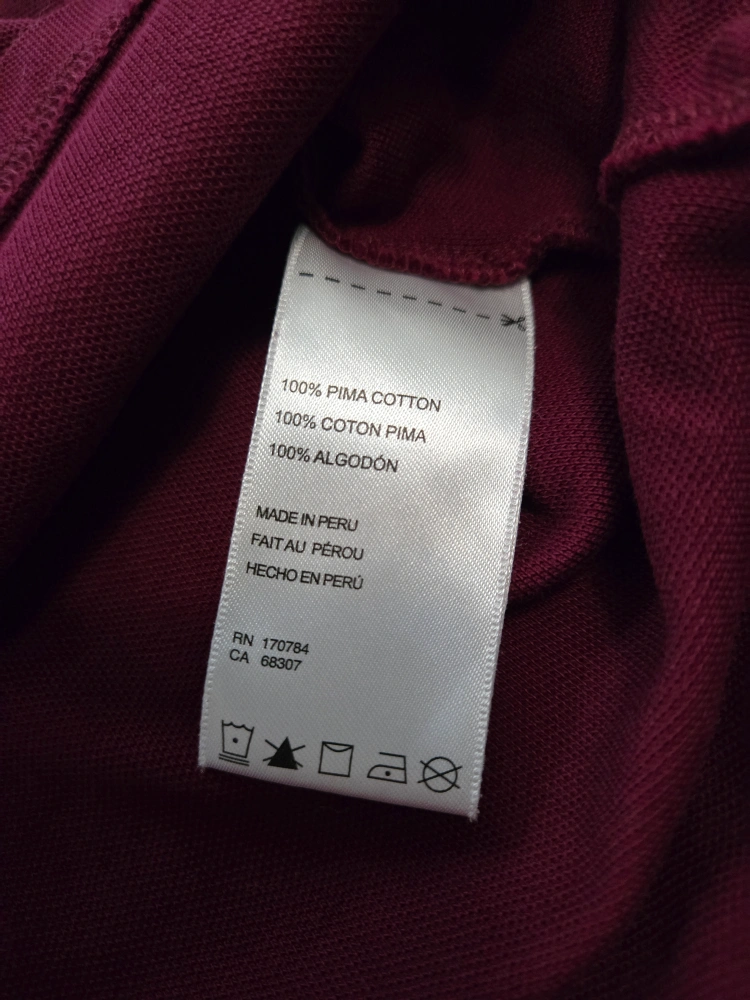 100% PIMA COTTON
100% COTON PIMA
100% ALGODÓN
MADE IN PERU
FAIT AU PÉROU
HECHO EN PERÚ
RN 170784
CA 68307